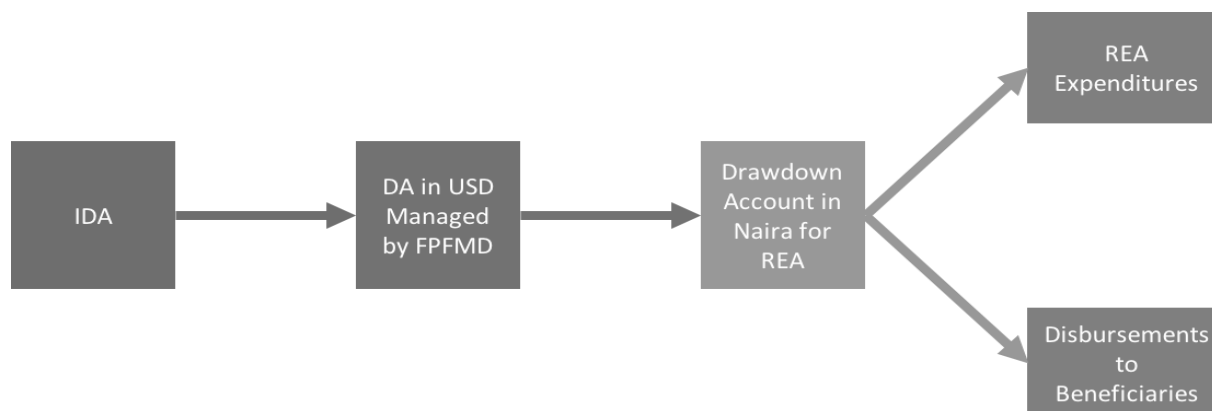 IDA
DA in USD
Managed
by FPFMD
Drawdown
Account in
Naira for
REA
REA
Expenditures
Disbursements
to
Beneficiaries